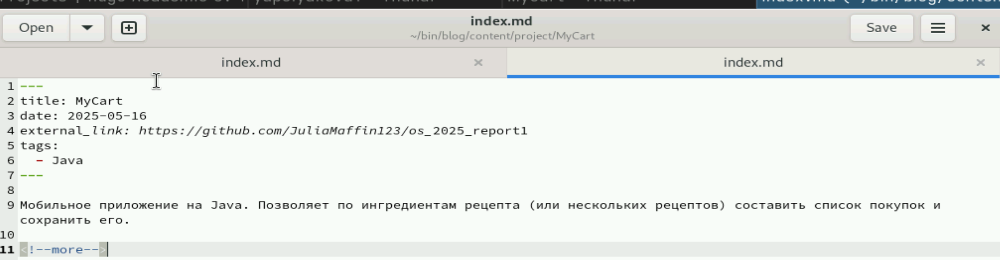 Open
index.md
~/bin/blog/content/project/MyCart
Save
index.md
index.md
1 ---
2 title: MyCart
3 date: 2025-05-16
4 external_link: https://github.com/JuliaMaffin123/os_2025_report1
5 tags:
6   - Java
7 ---
8
9 Мобильное приложение на Java. Позволяет по ингредиентам рецепта (или нескольких рецептов) составить список покупок и
сохранить его.
10
11 <!--more-->